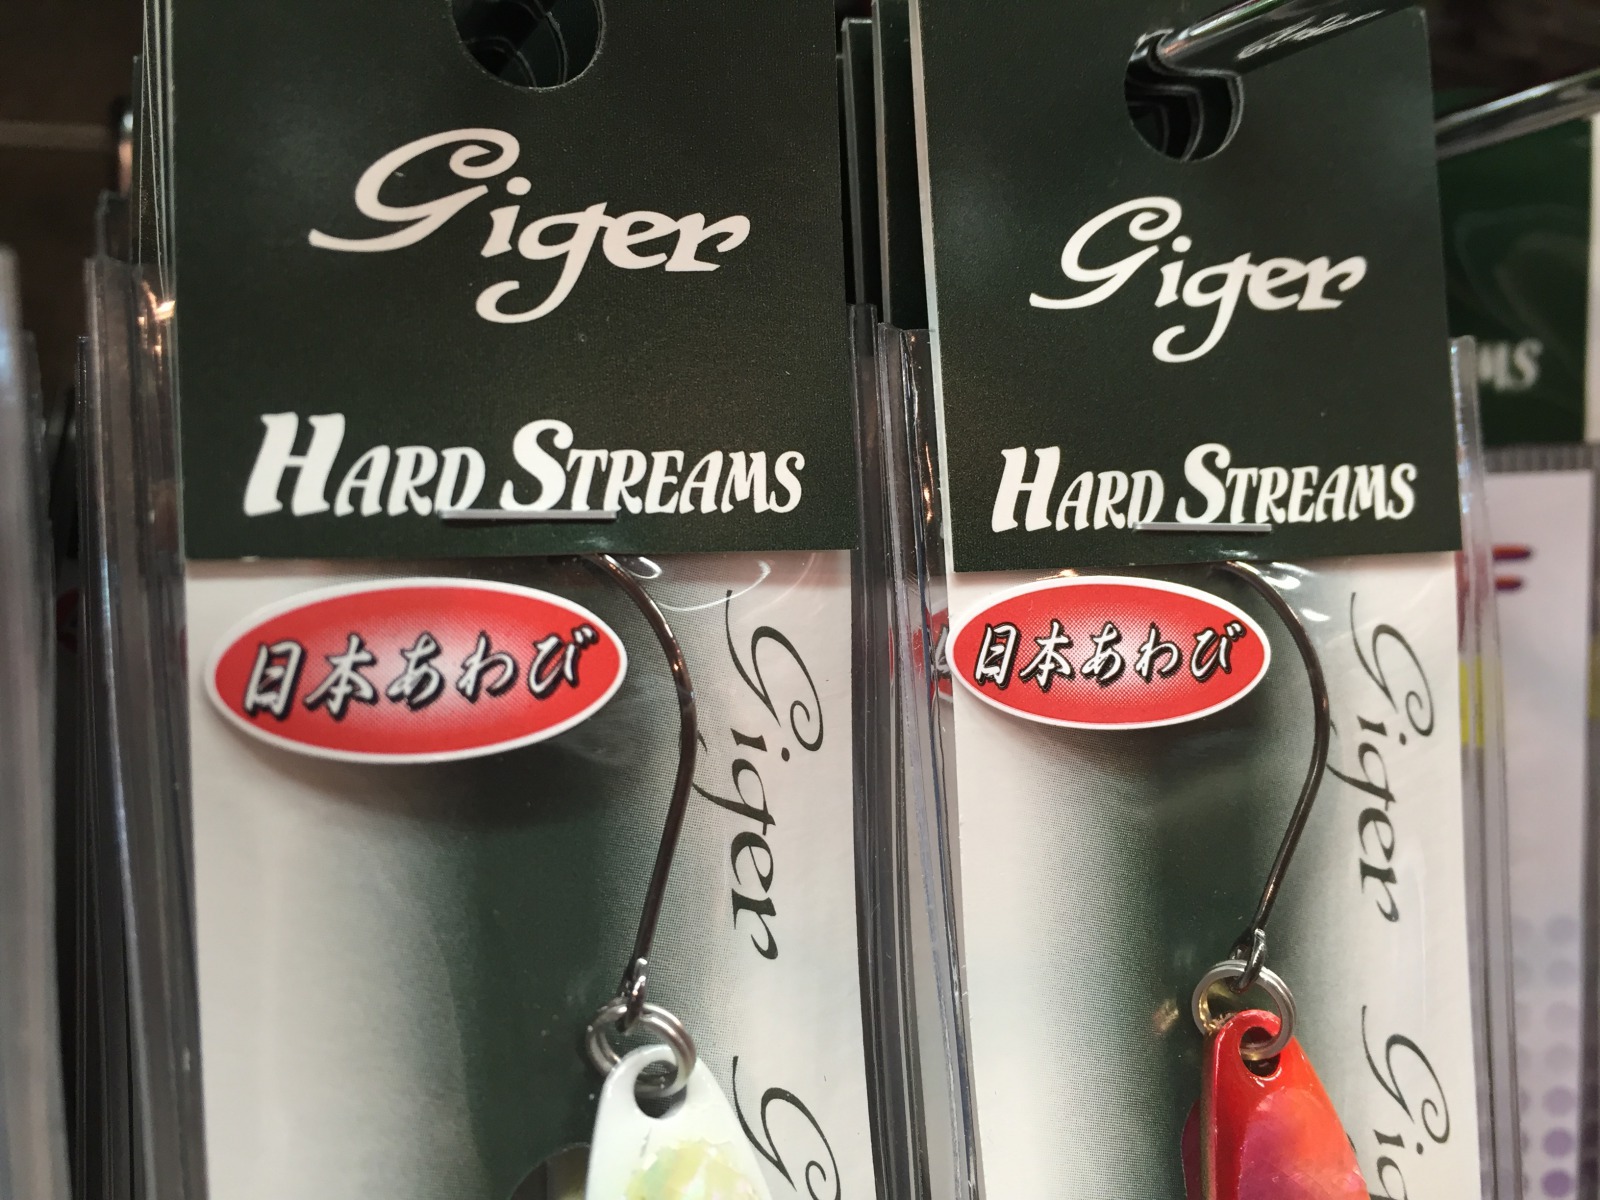 Giger
HARD STREAMS
日本あわび
Giger
Giger
HARD STREAMS
日本あわび
Giger